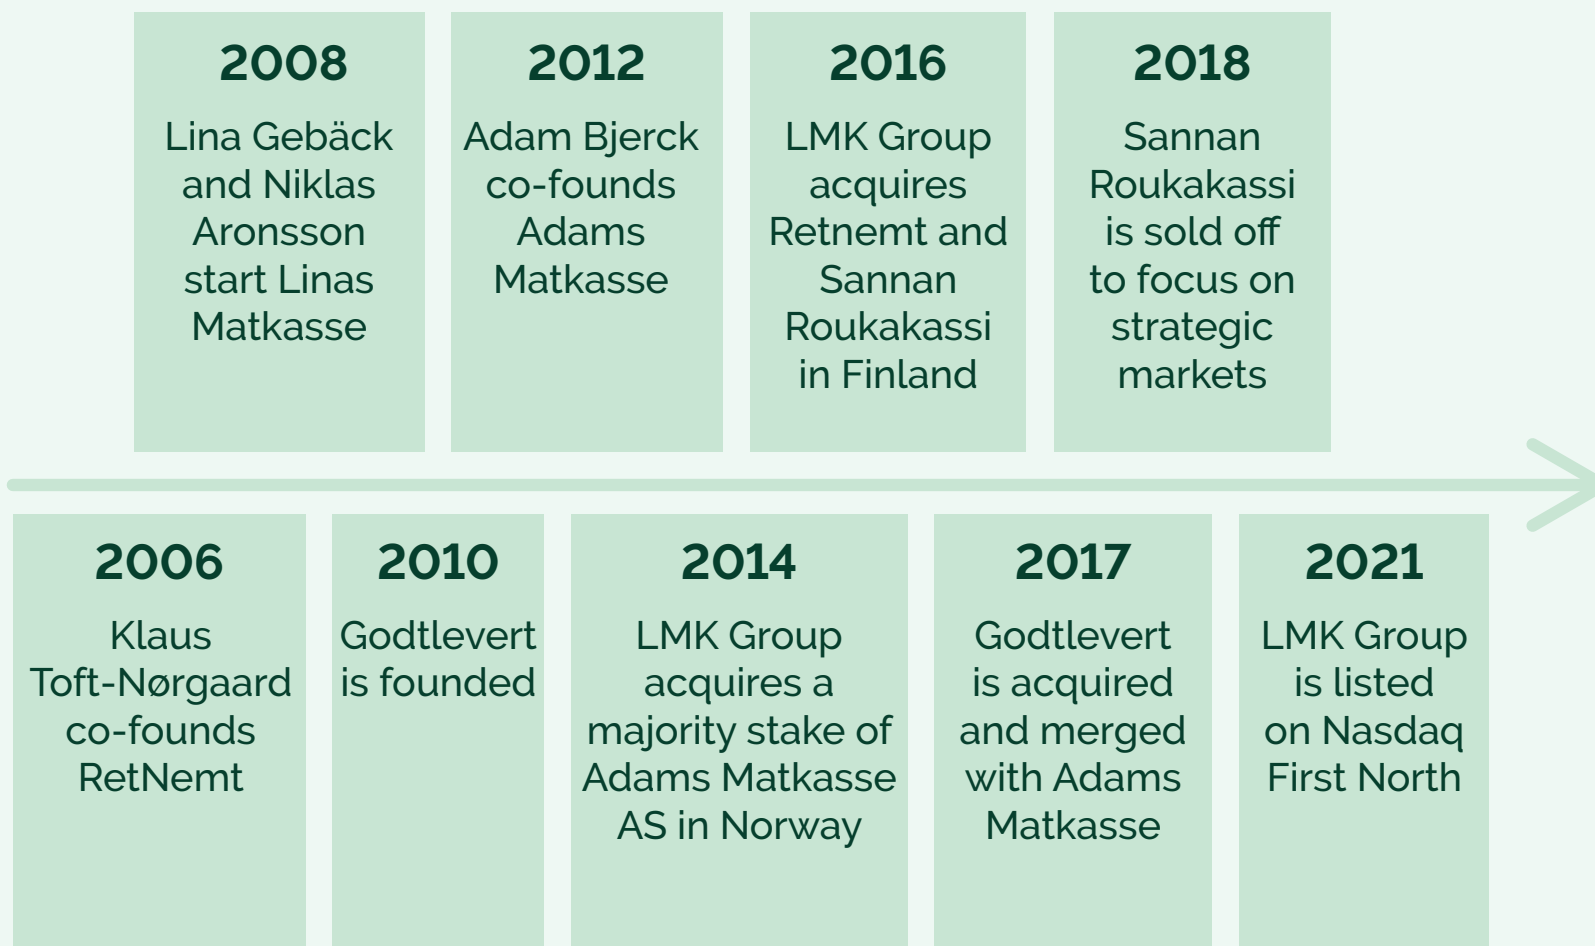 2008
Lina Gebäck
and Niklas
Aronsson
start Linas
Matkasse
2012
Adam Bjerck
co-founds
Adams
Matkasse
2016
LMK Group
acquires
Retnemt and
Sannan
Roukakassi
in Finland
2018
Sannan
Roukakassi
is sold off
to focus on
strategic
markets
2006
Klaus
Toft-Nørgaard
co-founds
RetNemt
2010
Godtlevert
is founded
2014
LMK Group
acquires a
majority stake of
Adams Matkasse
AS in Norway
2017
Godtlevert
is acquired
and merged
with Adams
Matkasse
2021
LMK Group
is listed
on Nasdaq
First North